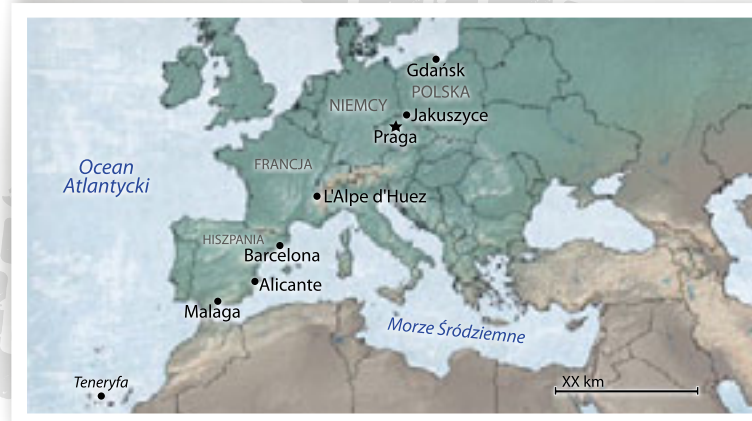 Gdańsk
POLSKA
NIEMCY
Jakuszyce
Praga
Ocean
Atlantycki
FRANCJA
L'Alpe d'Huez
HISZPANIA
Barcelona
Alicante
Malaga
Morze Śródziemne
Teneryfa
XX km